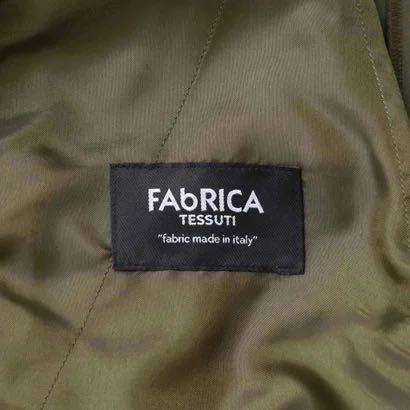 FAbRICA
TESSUTI
"fabric made in italy"